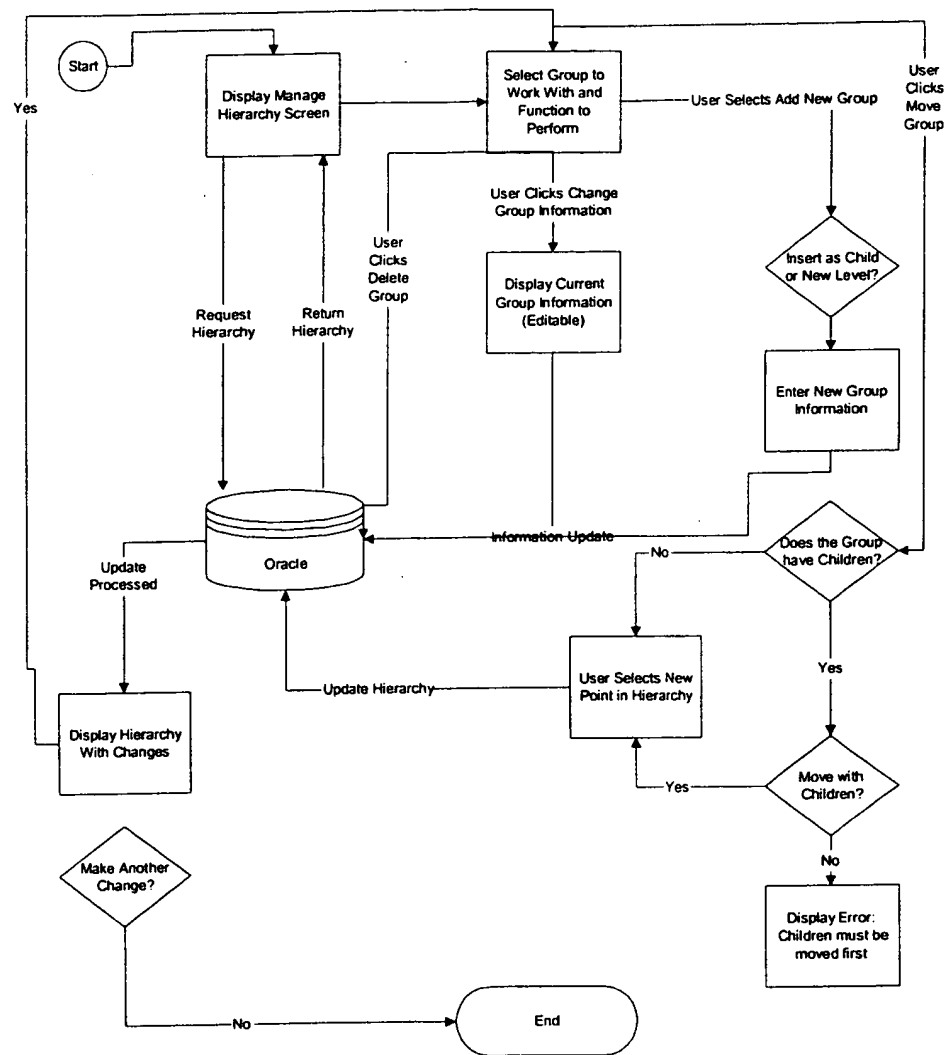 Start
Yes
Display Manage
Hierarchy Screen
Select Group to
Work With and
Function to
Perform
User Selects Add New Group
User
Clicks
Move
Group
User Clicks Change
Group Information
User
Clicks
Delete
Group
Insert as Child
or New Level?
Display Current
Group Information
(Editable)
Request
Hierarchy
Return
Hierarchy
Enter New Group
Information
Oracle
Information Update
Does the Group
have Children?
No
Update
Processed
Yes
User Selects New
Point in Hierarchy
Update Hierarchy
Display Hierarchy
With Changes
Move with
Children?
Yes
No
Make Another
Change?
Display Error:
Children must be
moved first
No
End